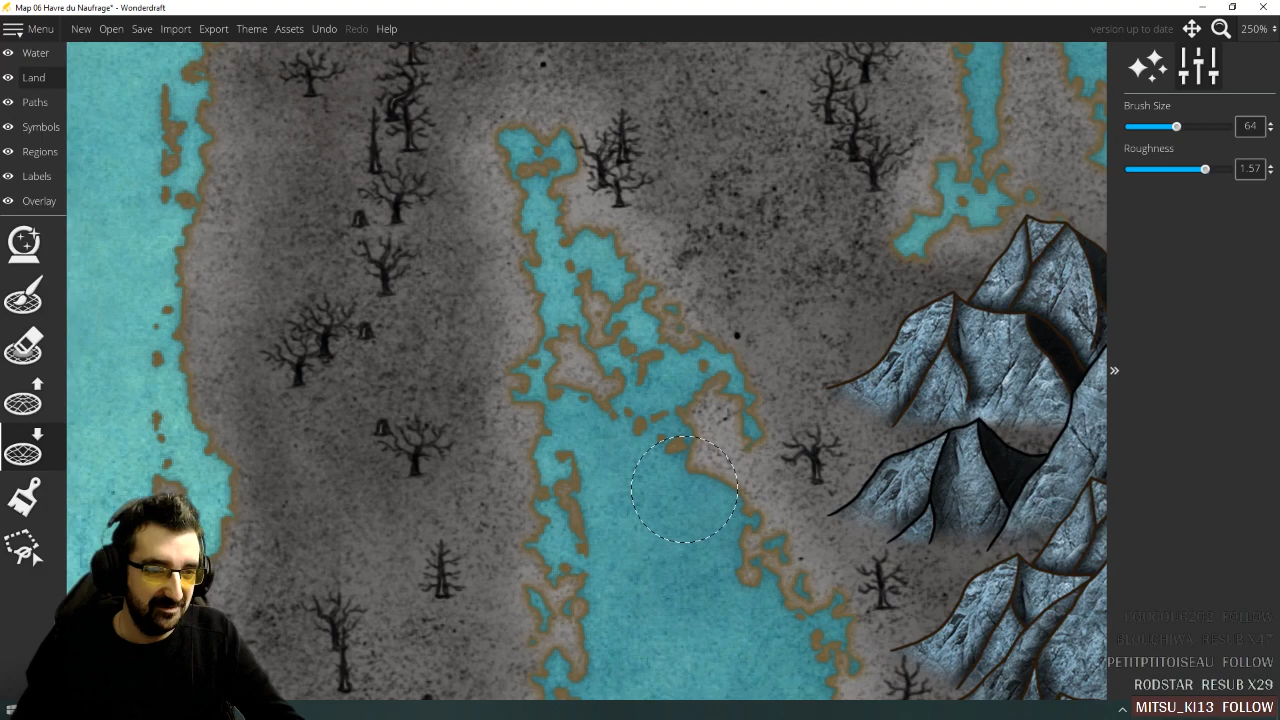 Map 06 Havre du Naufrage* - Wonderdraft
Menu New Open Save Import Export Theme Assets Undo Redo Help version up to date 250%
Water
Land
Paths
Symbols
Regions
Labels
Overlay
Brush Size
64
Roughness
1.57
PETITPTITOISEAU FOLLOW
RODSTAR RESUB X29
MITSU_KI13 FOLLOW